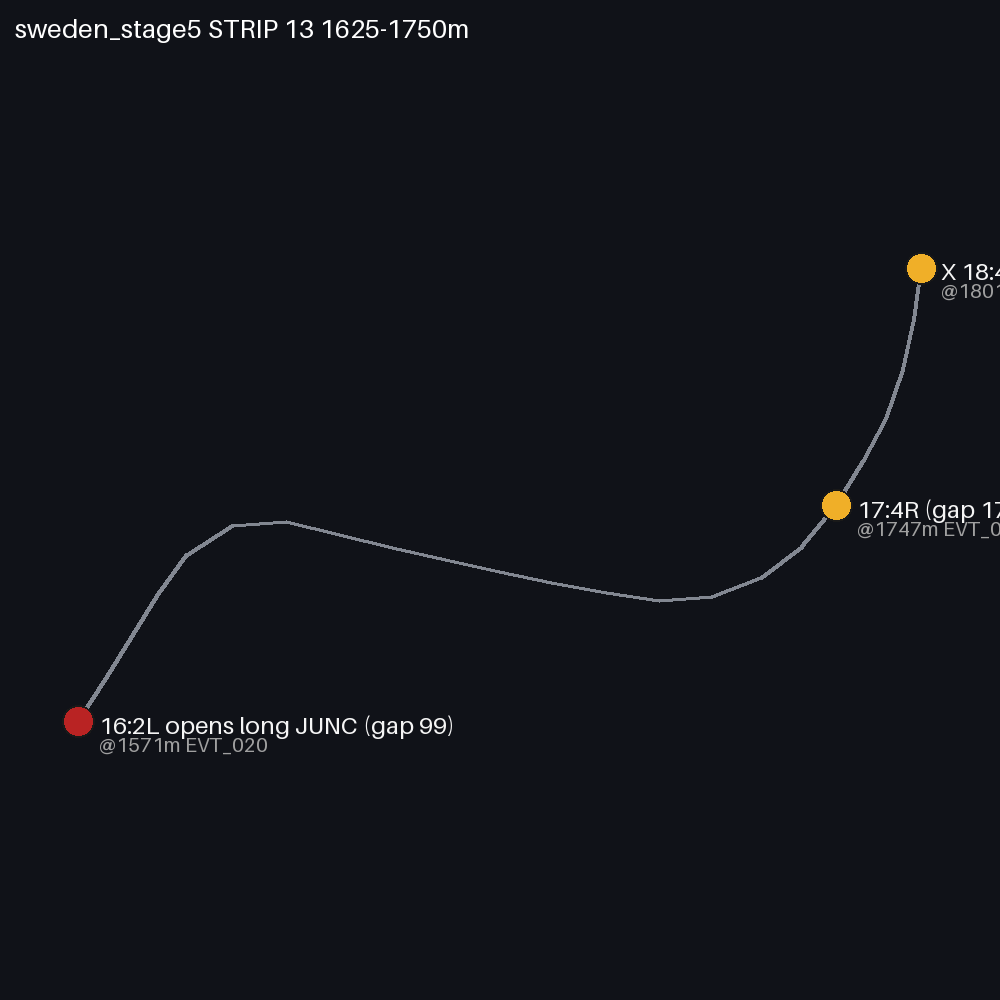 sweden_stage5 STRIP 13 1625-1750m
X 18:4
@1801
17:4R (gap 17
@1747m EVT_0
16:2L opens long JUNC (gap 99)
@1571m EVT_020